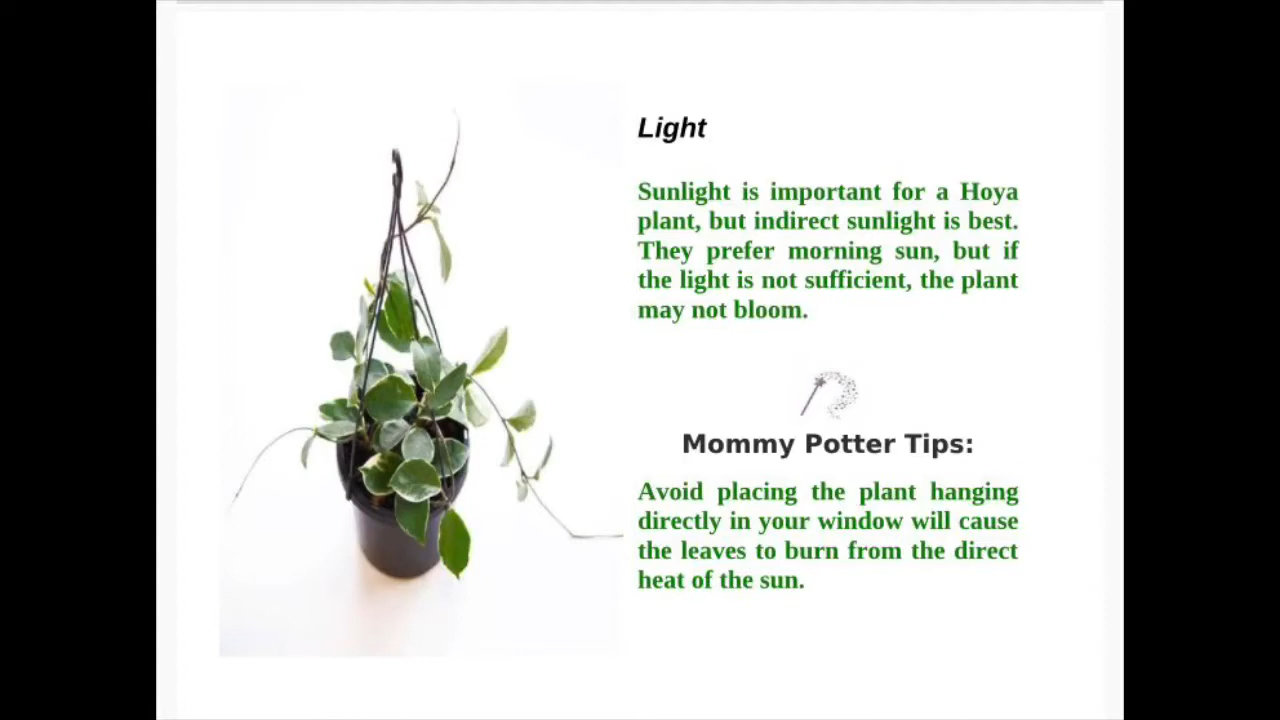 Light
Sunlight is important for a Hoya
plant, but indirect sunlight is best.
They prefer morning sun, but if
the light is not sufficient, the plant
may not bloom.
Mommy Potter Tips:
Avoid placing the plant hanging
directly in your window will cause
the leaves to burn from the direct
heat of the sun.